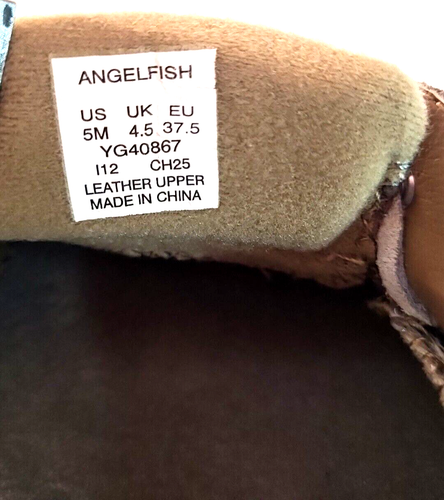 ANGELFISH
US UK EU
5M 4.5 37.5
YG40867
I12 CH25
LEATHER UPPER
MADE IN CHINA